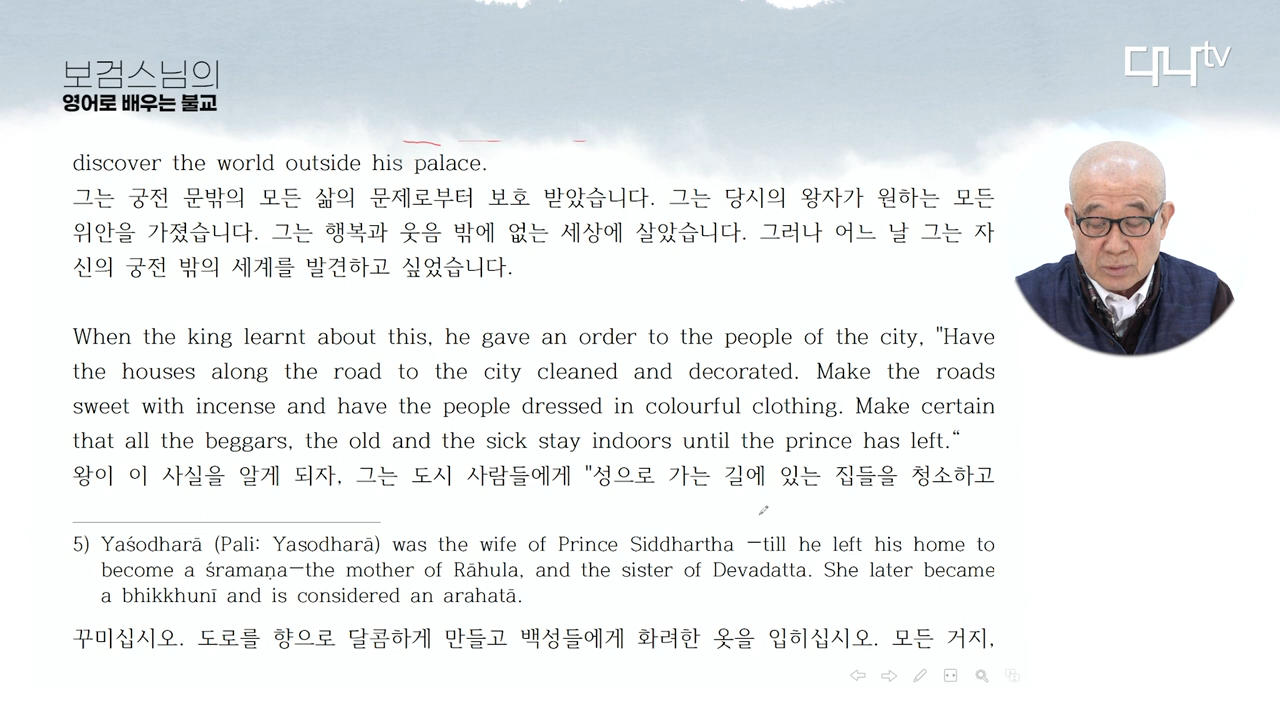 보검스님의
영어로 배우는 불교
다나tv
discover the world outside his palace.
그는 궁전 문밖의 모든 삶의 문제로부터 보호 받았습니다. 그는 당시의 왕자가 원하는 모든
위안을 가졌습니다. 그는 행복과 웃음 밖에 없는 세상에 살았습니다. 그러나 어느 날 그는 자
신의 궁전 밖의 세계를 발견하고 싶었습니다.
When the king learnt about this, he gave an order to the people of the city, "Have
the houses along the road to the city cleaned and decorated. Make the roads
sweet with incense and have the people dressed in colourful clothing. Make certain
that all the beggars, the old and the sick stay indoors until the prince has left.“
왕이 이 사실을 알게 되자, 그는 도시 사람들에게 "성으로 가는 길에 있는 집들을 청소하고
5) Yaśodharā (Pali: Yasodharā) was the wife of Prince Siddhartha —till he left his home to
become a śramaṇa—the mother of Rāhula, and the sister of Devadatta. She later became
a bhikkhunī and is considered an arahatā.
꾸미십시오. 도로를 향으로 달콤하게 만들고 백성들에게 화려한 옷을 입히십시오. 모든 거지,